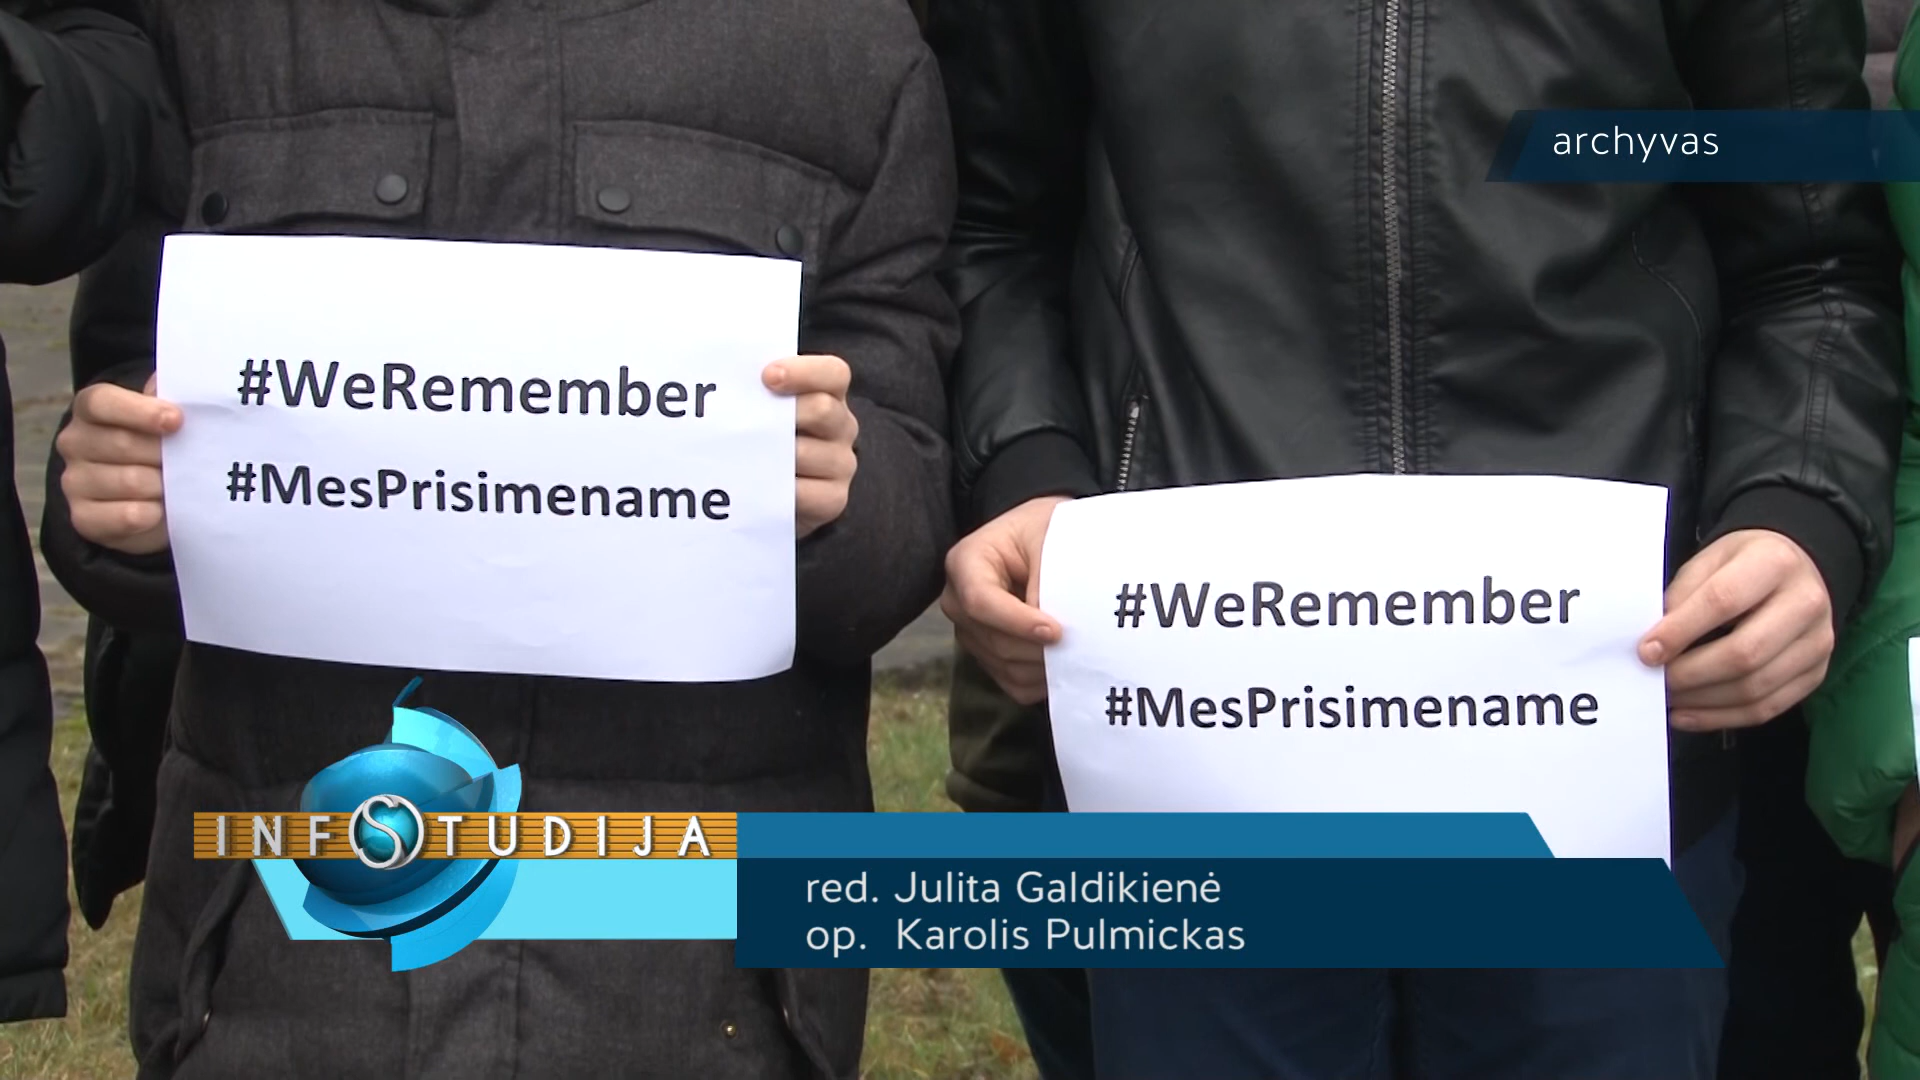 archyvas
#WeRemember
#MesPrisimename
#WeRemember
#MesPrisimename
INFOSTUDIJA
red. Julita Galdikienė
op. Karolis Pulmickas